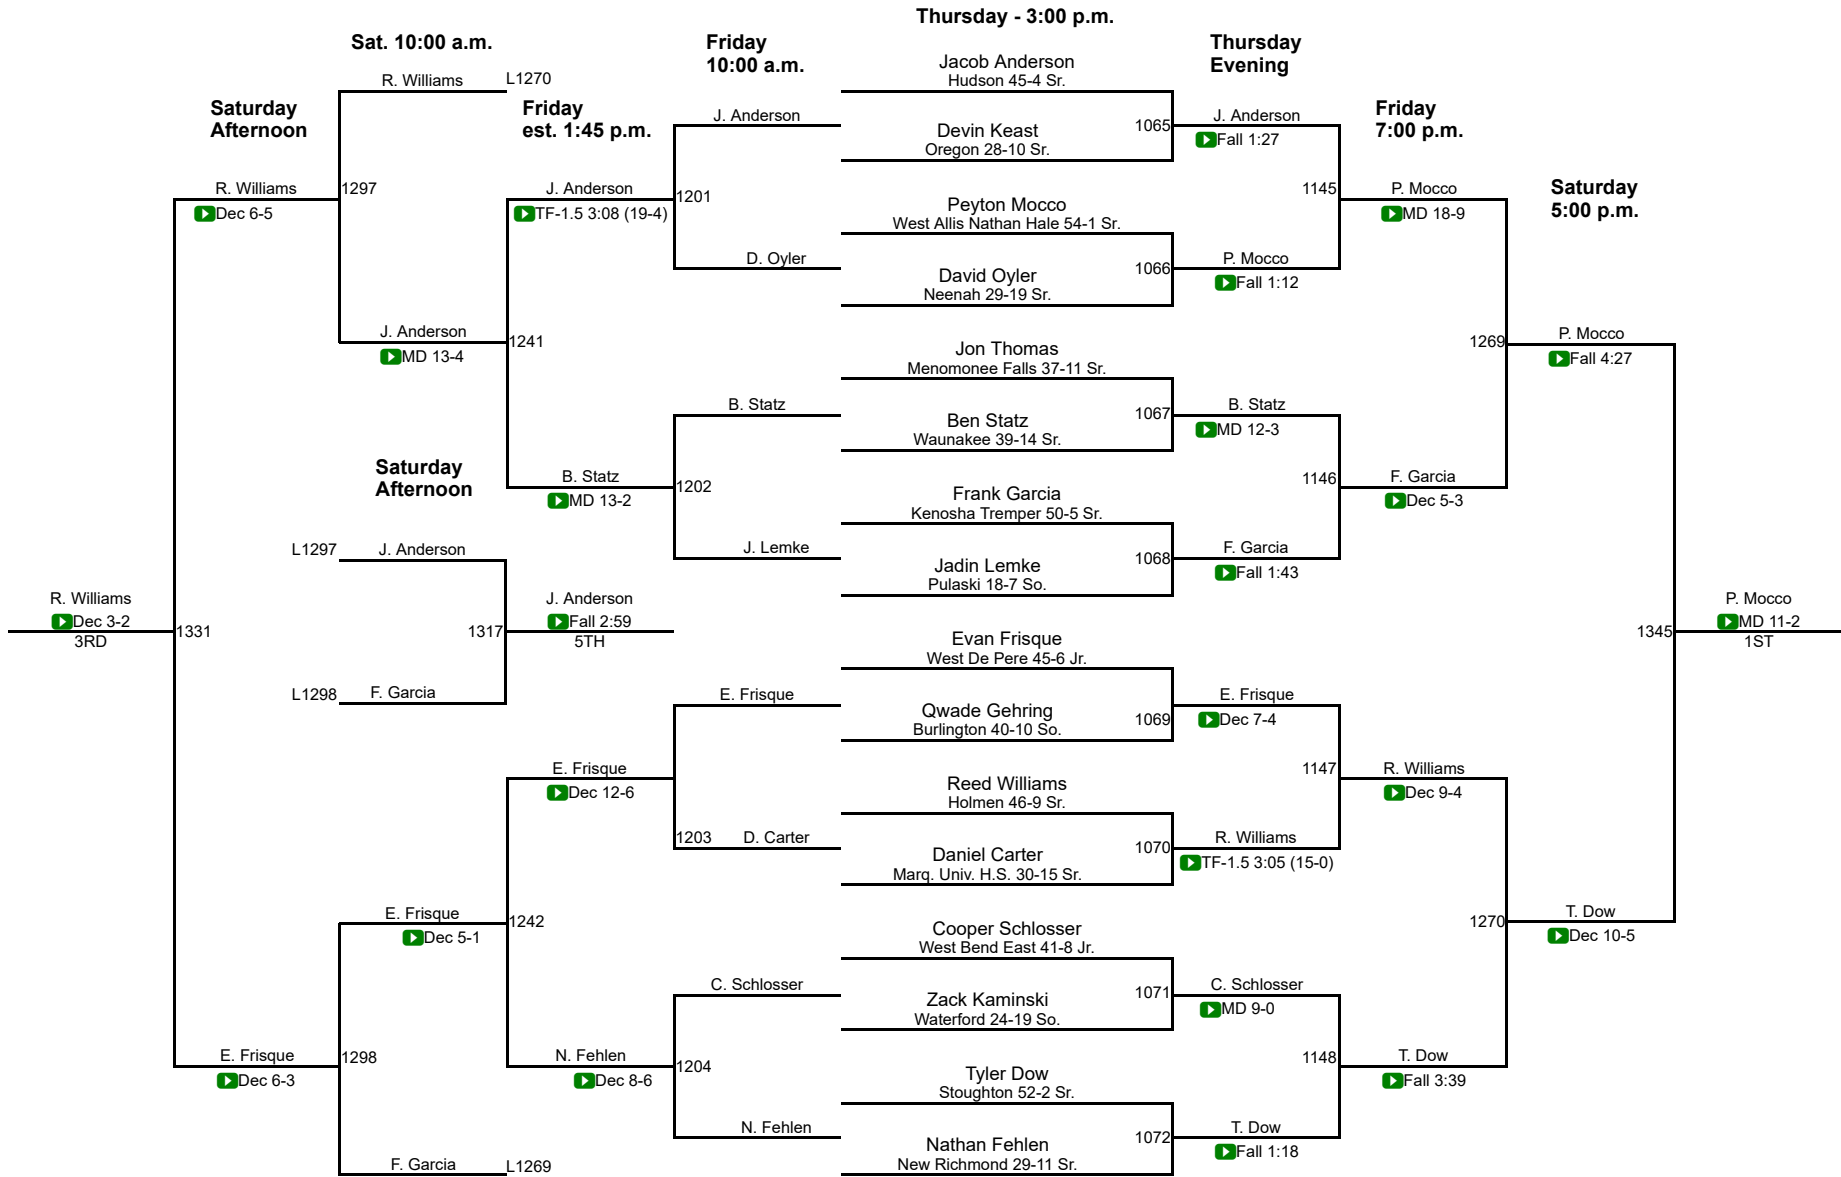 Thursday - 3:00 p.m.
Sat. 10:00 a.m.
Friday
10:00 a.m.
Thursday
Evening
Saturday
Afternoon
Friday
est. 1:45 p.m.
Friday
7:00 p.m.
Saturday
5:00 p.m.
Saturday
Afternoon
Jacob Anderson
Hudson 45-4 Sr.
1065
Devin Keast
Oregon 28-10 Sr.
Peyton Mocco
West Allis Nathan Hale 54-1 Sr.
1066
David Oyler
Neenah 29-19 Sr.
Jon Thomas
Menomonee Falls 37-11 Sr.
1067
Ben Statz
Waunakee 39-14 Sr.
Frank Garcia
Kenosha Tremper 50-5 Sr.
1068
Jadin Lemke
Pulaski 18-7 So.
Evan Frisque
West De Pere 45-6 Jr.
1069
Qwade Gehring
Burlington 40-10 So.
Reed Williams
Holmen 46-9 Sr.
1070
Daniel Carter
Marq. Univ. H.S. 30-15 Sr.
Cooper Schlosser
West Bend East 41-8 Jr.
1071
Zack Kaminski
Waterford 24-19 So.
Tyler Dow
Stoughton 52-2 Sr.
1072
Nathan Fehlen
New Richmond 29-11 Sr.
J. Anderson
Fall 1:27
1145
P. Mocco
Fall 1:12
B. Statz
MD 12-3
1146
F. Garcia
Fall 1:43
E. Frisque
Dec 7-4
1147
R. Williams
TF-1.5 3:05 (15-0)
C. Schlosser
MD 9-0
1148
T. Dow
Fall 1:18
P. Mocco
MD 18-9
1269
F. Garcia
Dec 5-3
R. Williams
Dec 9-4
1270
T. Dow
Fall 3:39
P. Mocco
Fall 4:27
1345
T. Dow
Dec 10-5
P. Mocco
MD 11-2
1ST
J. Anderson
1201
D. Oyler
B. Statz
1202
J. Lemke
E. Frisque
1203
D. Carter
C. Schlosser
1204
N. Fehlen
J. Anderson
TF-1.5 3:08 (19-4)
1241
B. Statz
MD 13-2
E. Frisque
Dec 12-6
1242
N. Fehlen
Dec 8-6
R. Williams
L1270
1297
J. Anderson
MD 13-4
E. Frisque
Dec 5-1
1298
F. Garcia
L1269
R. Williams
Dec 6-5
1331
E. Frisque
Dec 6-3
R. Williams
Dec 3-2
3RD
L1297
J. Anderson
1317
L1298
F. Garcia
J. Anderson
Fall 2:59
5TH